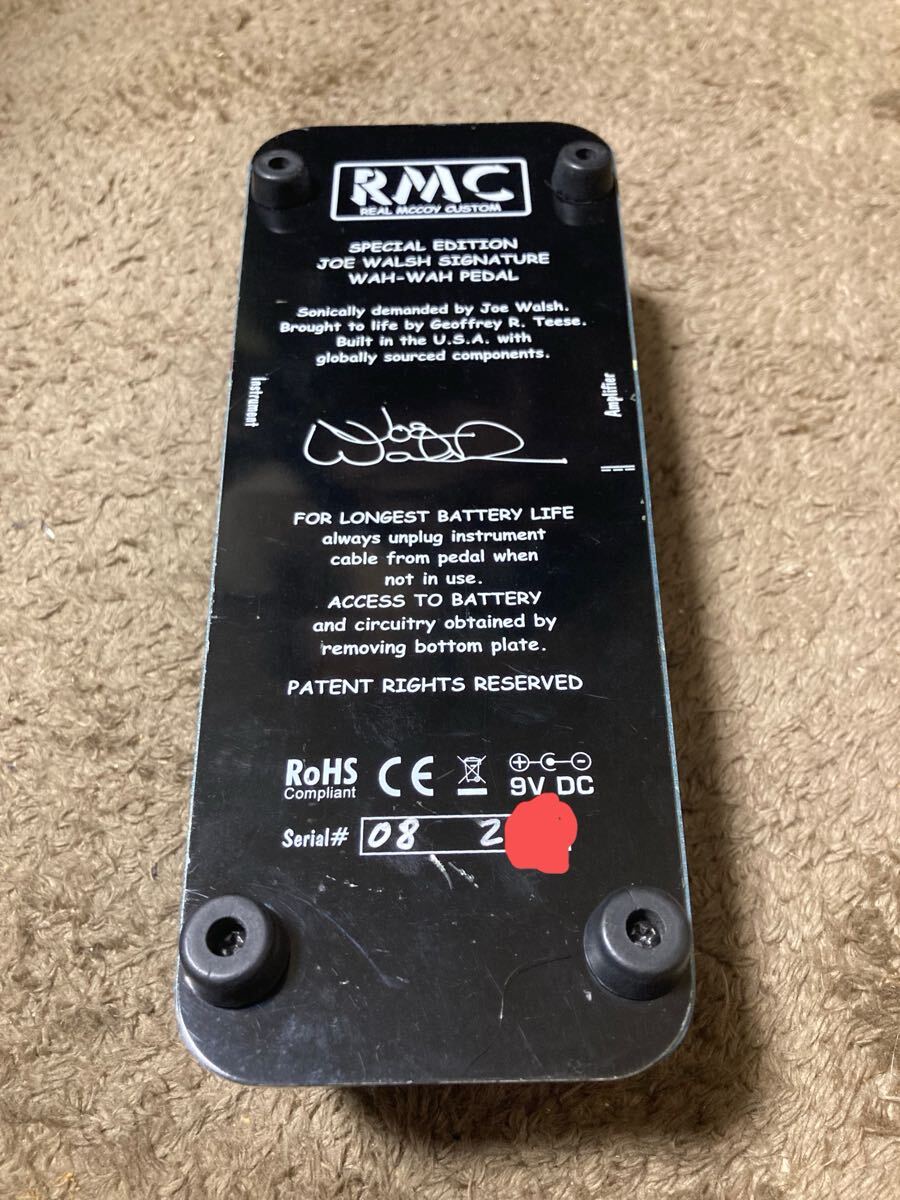 RMC
REAL MCCOY CUSTOM
SPECIAL EDITION
JOE WALSH SIGNATURE
WAH-WAH PEDAL
Sonically demanded by Joe Walsh.
Brought to life by Geoffrey R. Teese.
Built in the U.S.A. with
globally sourced components.
Instrument
Amplifier
Joe
Walsh
FOR LONGEST BATTERY LIFE
always unplug instrument
cable from pedal when
not in use.
ACCESS TO BATTERY
and circuitry obtained by
removing bottom plate.
PATENT RIGHTS RESERVED
RoHS
Compliant
CE
9V DC
Serial# 08 2